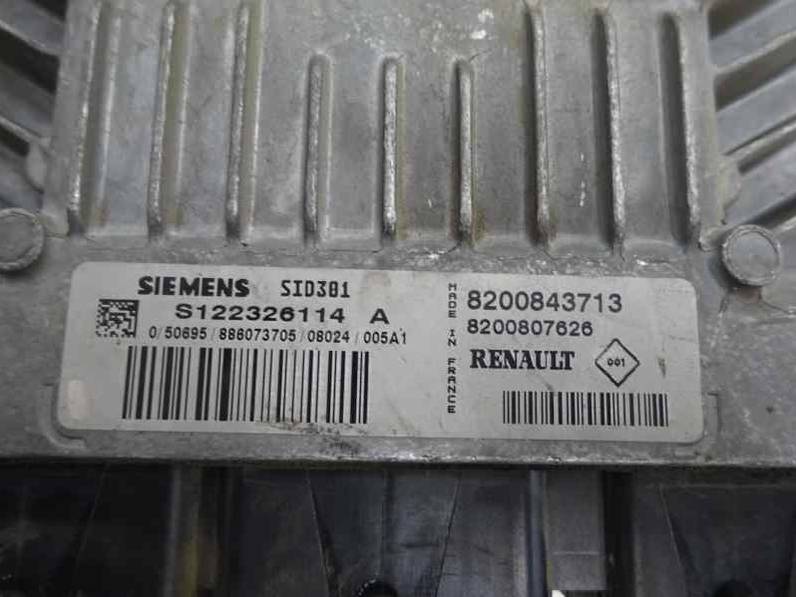 SIEMENS SID301
S122326114 A
0/50695/886073705/08024/005A1
MADE IN FRANCE
8200843713
8200807626
RENAULT 001